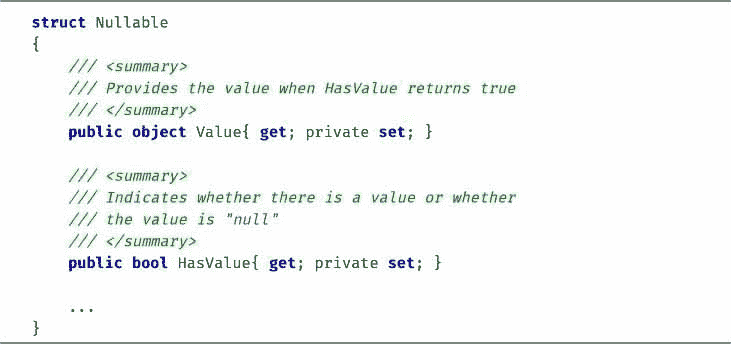 struct Nullable
{
/// <summary>
/// Provides the value when HasValue returns true
/// </summary>
public object Value{ get; private set; }
/// <summary>
/// Indicates whether there is a value or whether
/// the value is "null"
/// </summary>
public bool HasValue{ get; private set; }
...
}